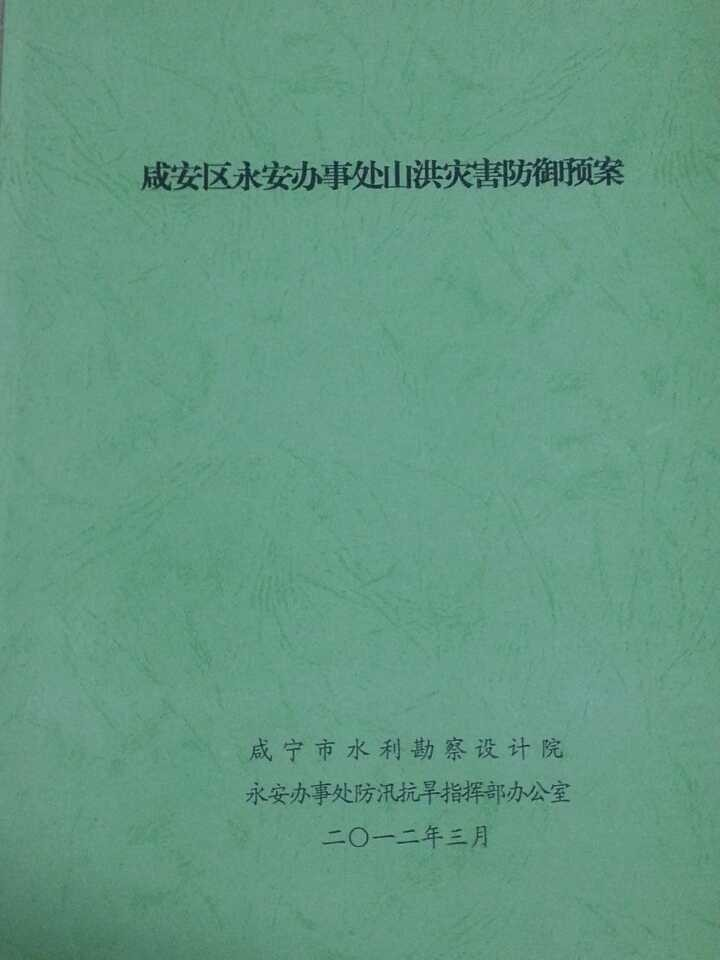 咸安区永安办事处山洪灾害防御预案
咸宁市水利勘察设计院
永安办事处防汛抗旱指挥部办公室
二〇一二年三月